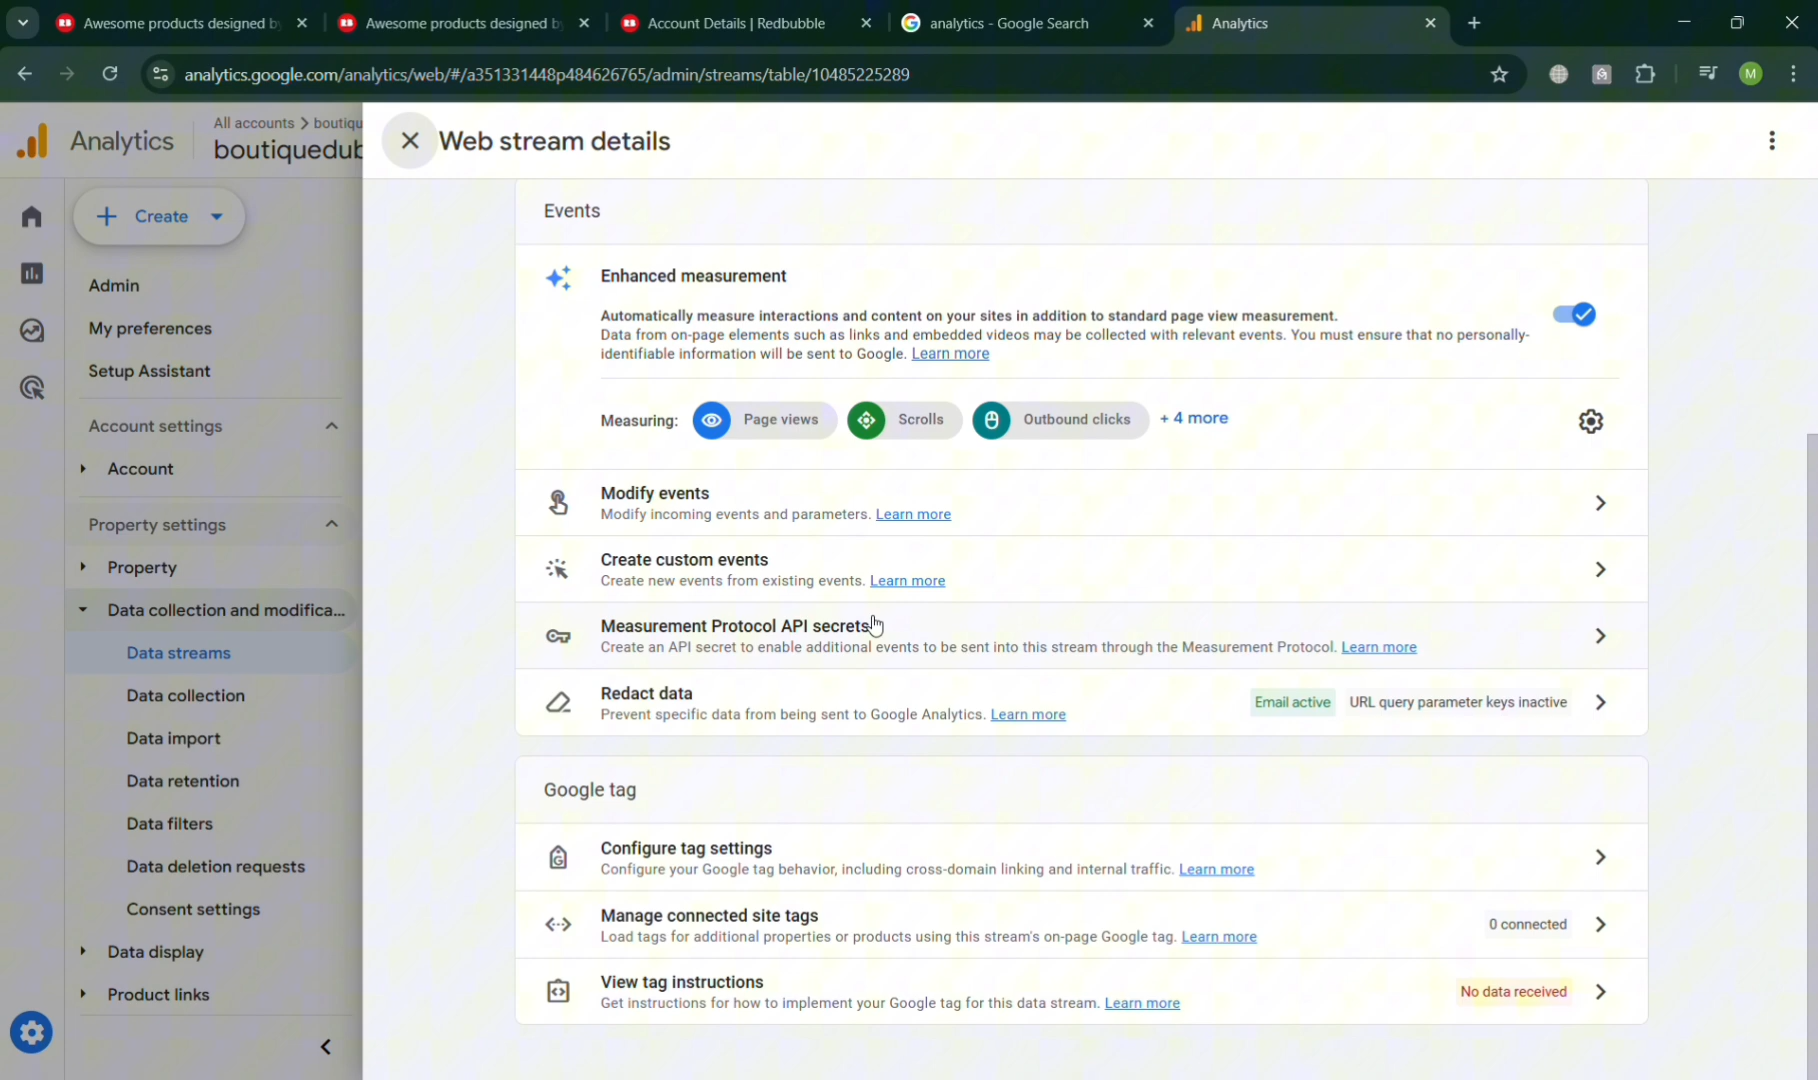 Awesome products designed b
Awesome products designed b
Account Details | Redbubble
analytics - Google Search
Analytics
analytics.google.com/analytics/web/#/a351331448p484626765/admin/streams/table/10485225289
M
Analytics
All accounts > boutiqu
boutiquedub
Web stream details
Create
Admin
My preferences
Setup Assistant
Account settings
Account
Property settings
Property
Data collection and modifica...
Data streams
Data collection
Data import
Data retention
Data filters
Data deletion requests
Consent settings
Data display
Product links
Events
Enhanced measurement
Automatically measure interactions and content on your sites in addition to standard page view measurement.
Data from on-page elements such as links and embedded videos may be collected with relevant events. You must ensure that no personally-
identifiable information will be sent to Google. Learn more
Measuring: Page views Scrolls Outbound clicks + 4 more
Modify events
Modify incoming events and parameters. Learn more
Create custom events
Create new events from existing events. Learn more
Measurement Protocol API secrets
Create an API secret to enable additional events to be sent into this stream through the Measurement Protocol. Learn more
Redact data
Prevent specific data from being sent to Google Analytics. Learn more
Email active URL query parameter keys inactive
Google tag
Configure tag settings
Configure your Google tag behavior, including cross-domain linking and internal traffic. Learn more
Manage connected site tags
Load tags for additional properties or products using this stream's on-page Google tag. Learn more
0 connected
View tag instructions
Get instructions for how to implement your Google tag for this data stream. Learn more
No data received